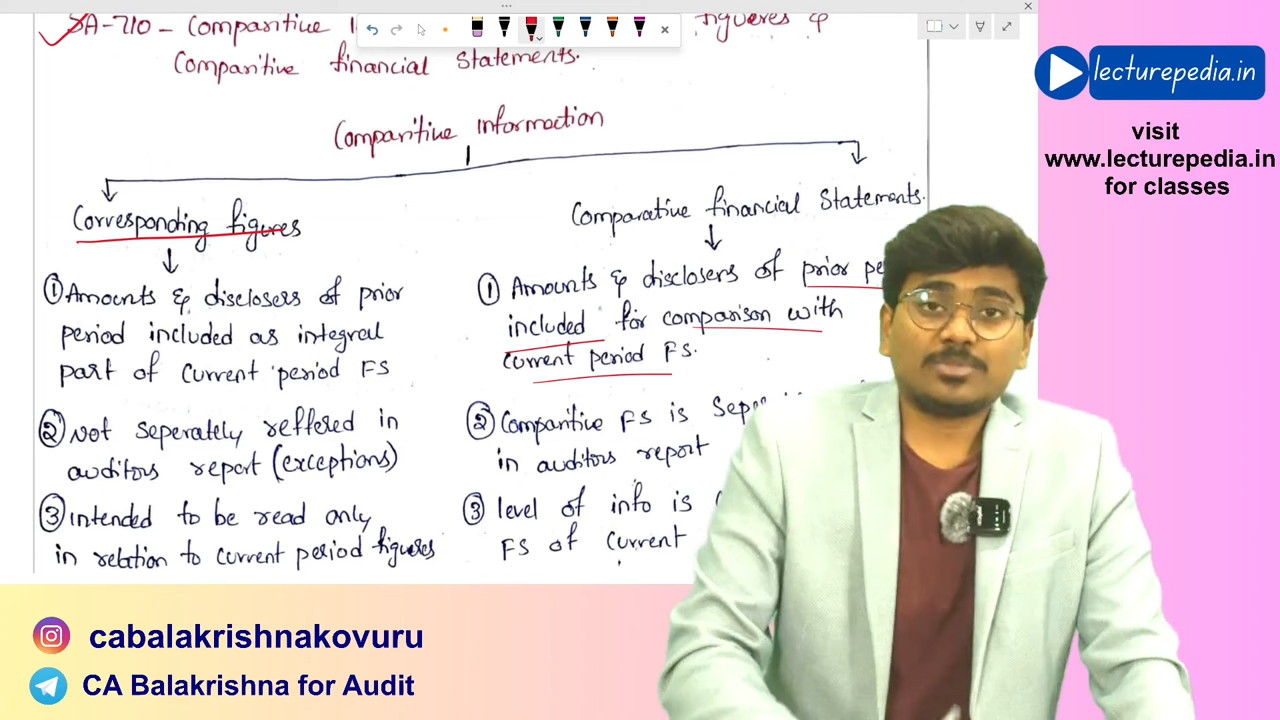 SA-710 - Comparitive figueres &
Comparitive financial Statements.
Comparitive information
Corresponding figures
① Amounts & disclosers of prior
period included as integral
part of current period FS
② Not seperately reffered in
auditors report (exceptions)
③ intended to be read only
in relation to current period figures
Comparative financial Statements.
① Amounts & disclosers of prior
included for comparison with
current period FS.
② Comparitive FS is
in auditors report
③ level of info is
FS of current
lecturepedia.in
visit
www.lecturepedia.in
for classes
cabalakrishnakovuru
CA Balakrishna for Audit